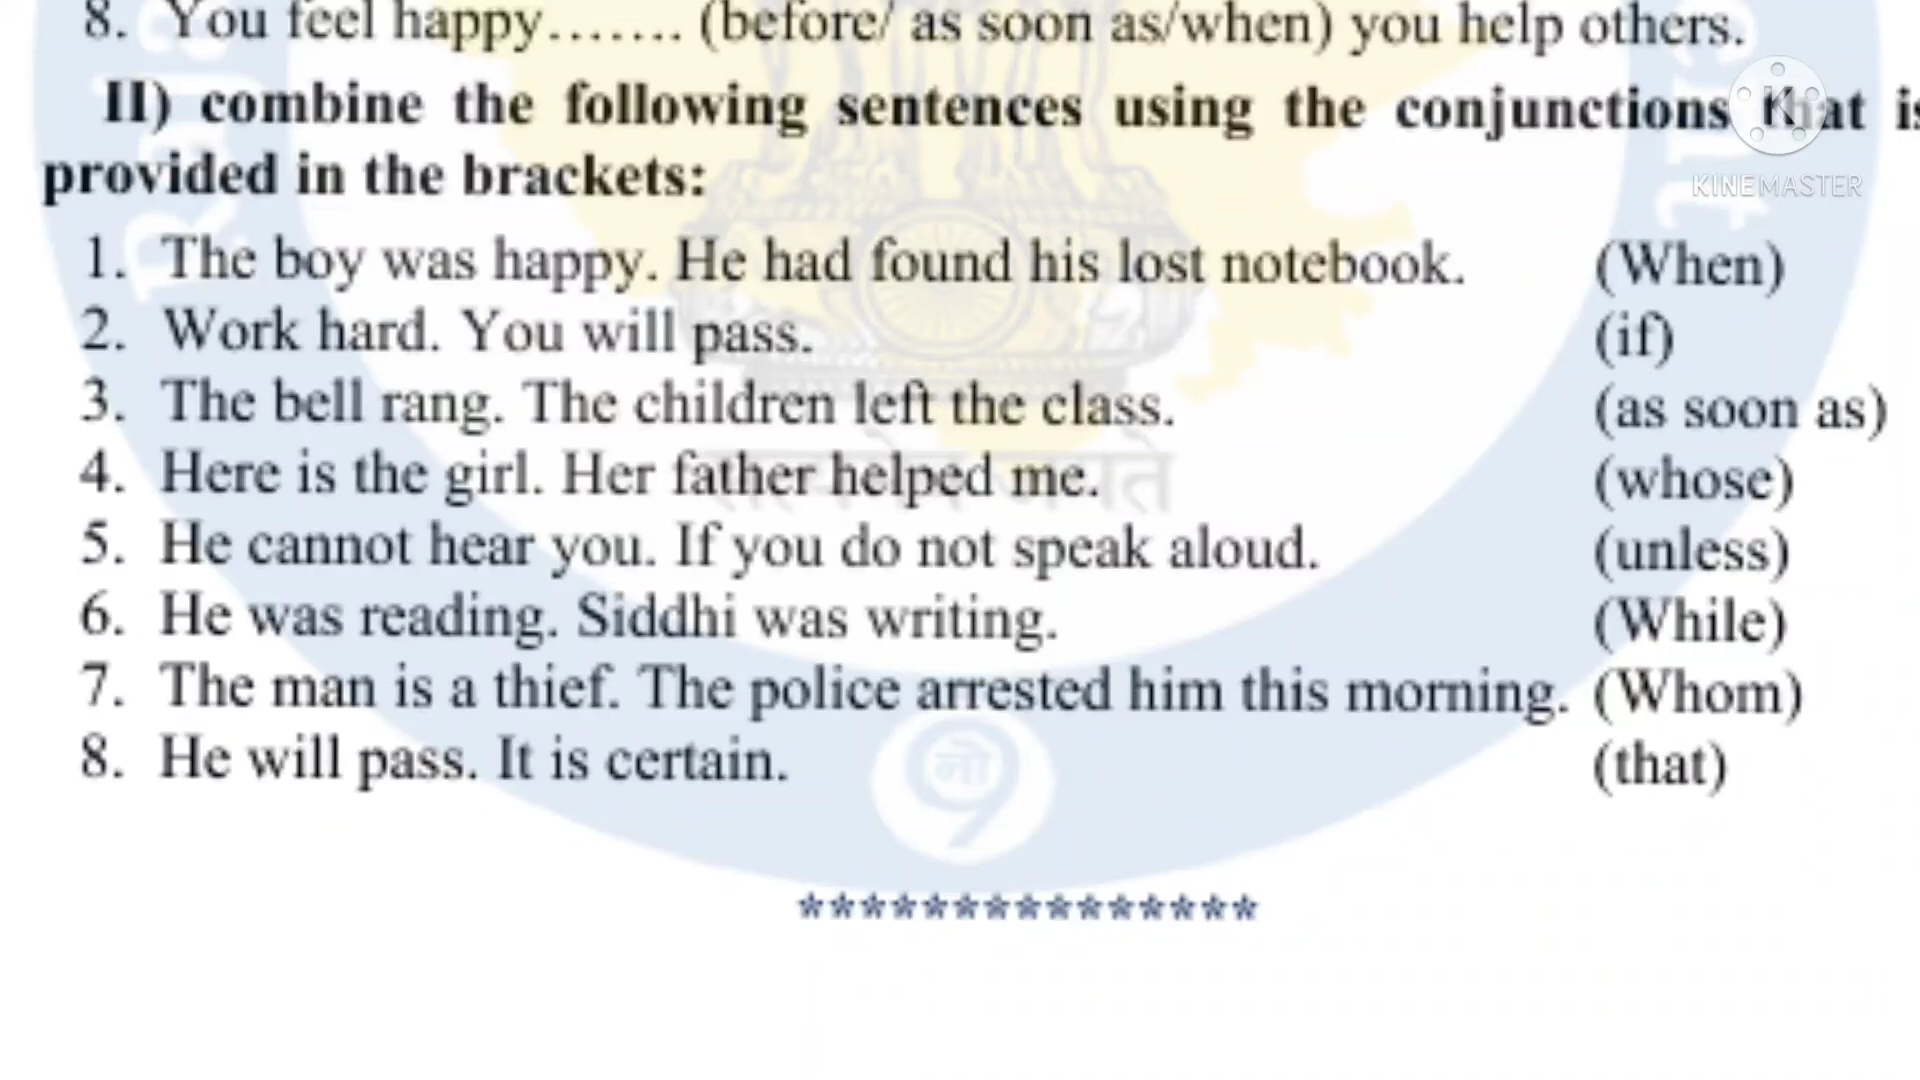 8. You feel happy....... (before/ as soon as/when) you help others.
II) combine the following sentences using the conjunctions that is
provided in the brackets:
KINEMASTER
1. The boy was happy. He had found his lost notebook. (When)
2. Work hard. You will pass. (if)
3. The bell rang. The children left the class. (as soon as)
4. Here is the girl. Her father helped me. (whose)
5. He cannot hear you. If you do not speak aloud. (unless)
6. He was reading. Siddhi was writing. (While)
7. The man is a thief. The police arrested him this morning. (Whom)
8. He will pass. It is certain. (that)
***************